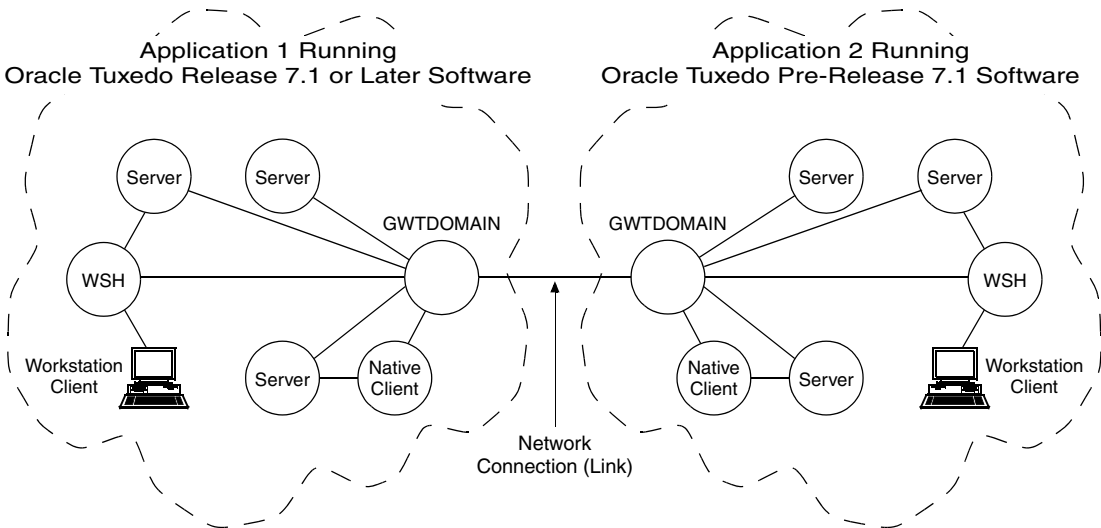 Application 1 Running
Oracle Tuxedo Release 7.1 or Later Software
Application 2 Running
Oracle Tuxedo Pre-Release 7.1 Software
Server
Server
Server
Server
GWTDOMAIN
GWTDOMAIN
WSH
WSH
Workstation
Client
Server
Native
Client
Native
Client
Server
Workstation
Client
Network
Connection (Link)